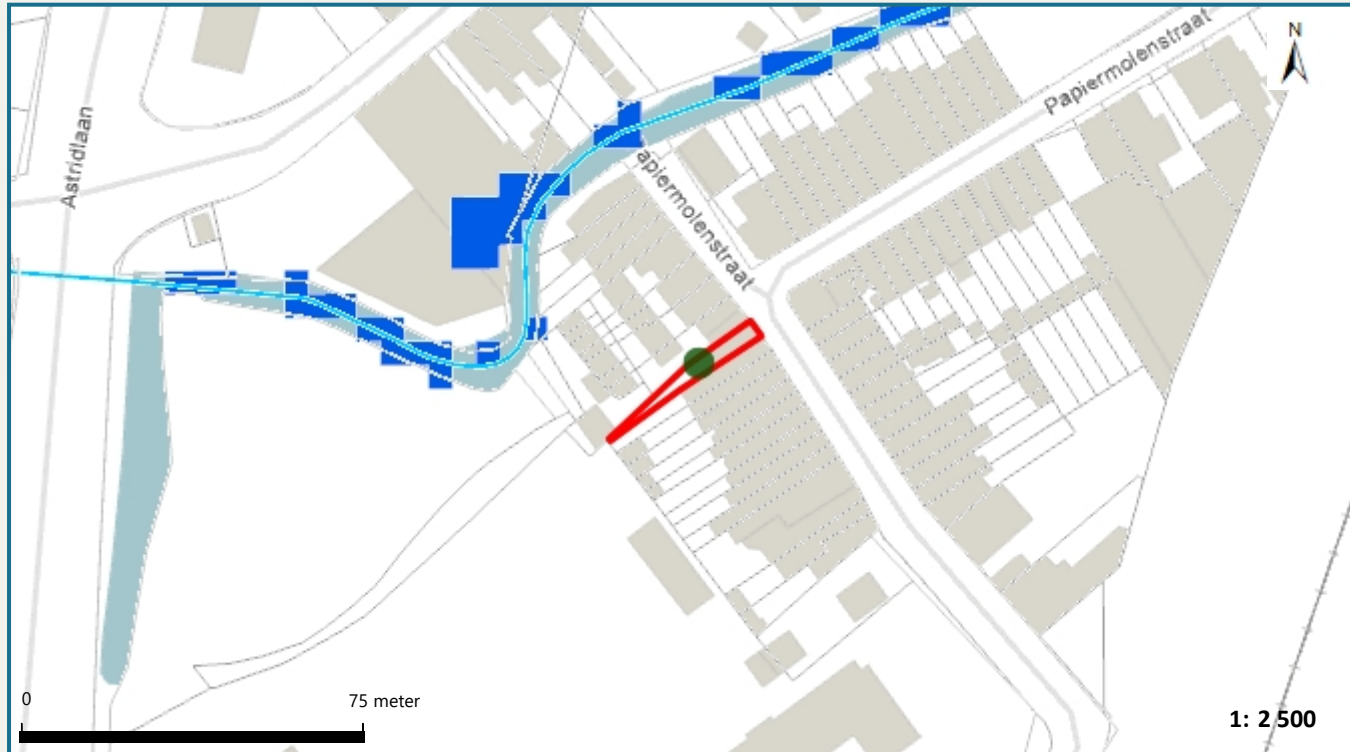 N
Papiermolenstraat
Astridlaan
apiermolenstraat
0
75 meter
1: 2 500